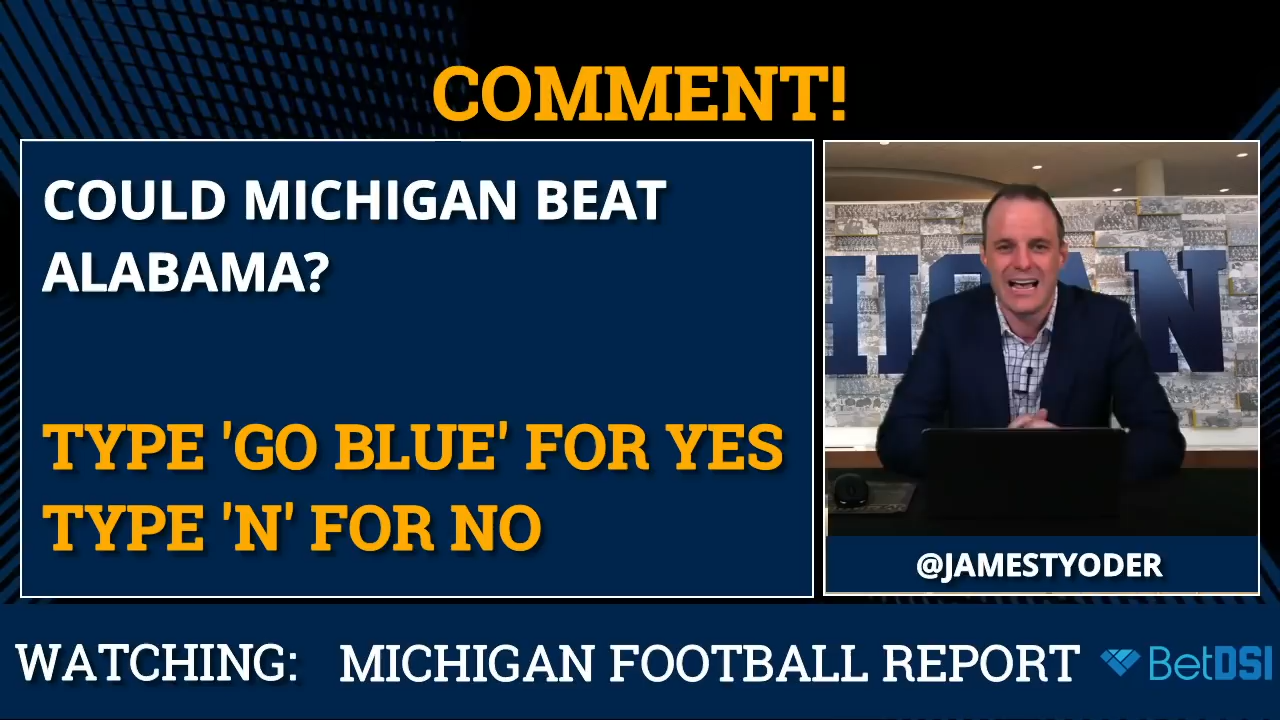 COMMENT!
COULD MICHIGAN BEAT
ALABAMA?
TYPE 'GO BLUE' FOR YES
TYPE 'N' FOR NO
HIGAN
@JAMESTYODER
WATCHING: MICHIGAN FOOTBALL REPORT BetDSI